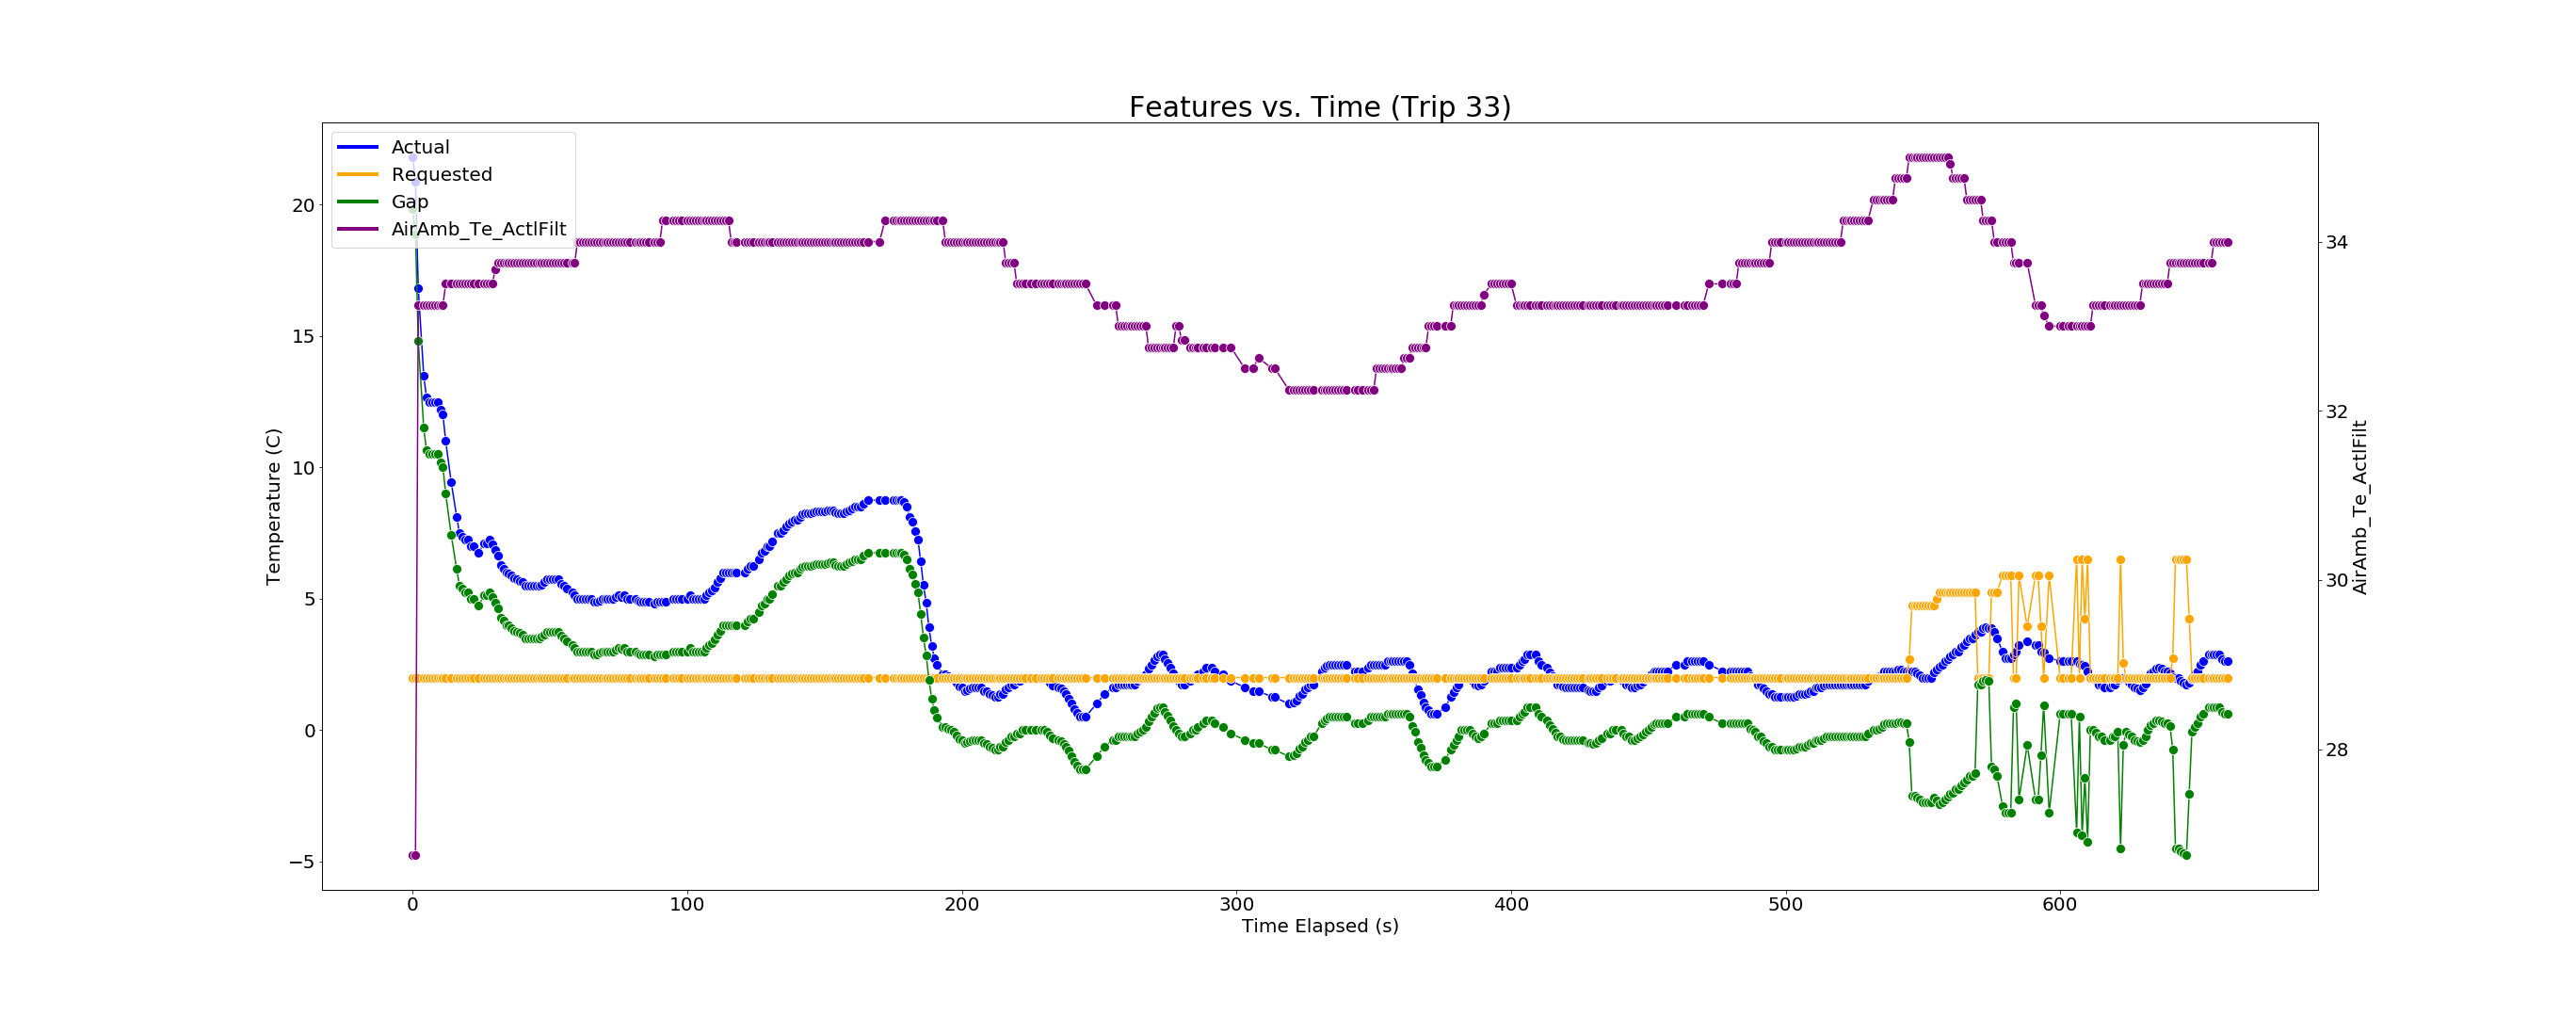 Features vs. Time (Trip 33)
Actual
Requested
Gap
AirAmb_Te_ActlFilt
Temperature (C)
20
15
10
5
0
−5
34
32
30
28
AirAmb_Te_ActlFilt
0 100 200 300 400 500 600
Time Elapsed (s)